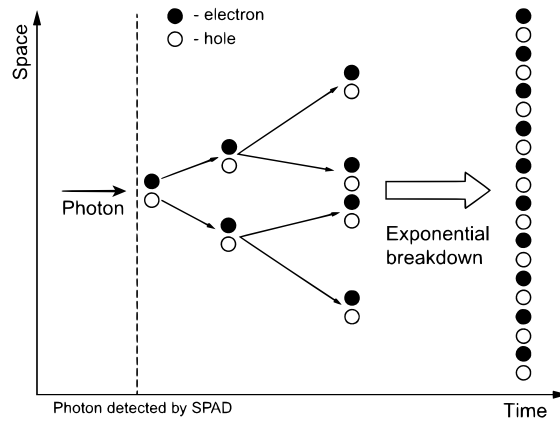 - electron
- hole
Space
Photon
Exponential
breakdown
Photon detected by SPAD
Time